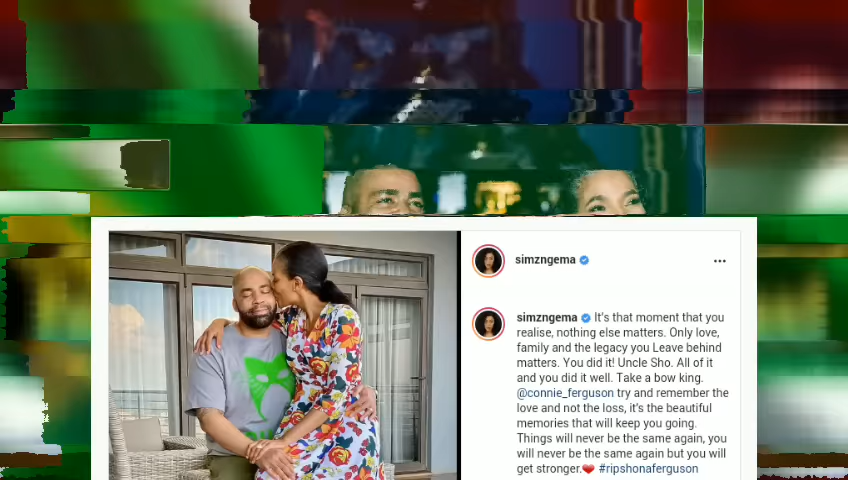 simzngema
simzngema It's that moment that you
realise, nothing else matters. Only love,
family and the legacy you Leave behind
matters. You did it! Uncle Sho. All of it
and you did it well. Take a bow king.
@connie_ferguson try and remember the
love and not the loss, it's the beautiful
memories that will keep you going.
Things will never be the same again, you
will never be the same again but you will
get stronger.❤️ #ripshonaferguson